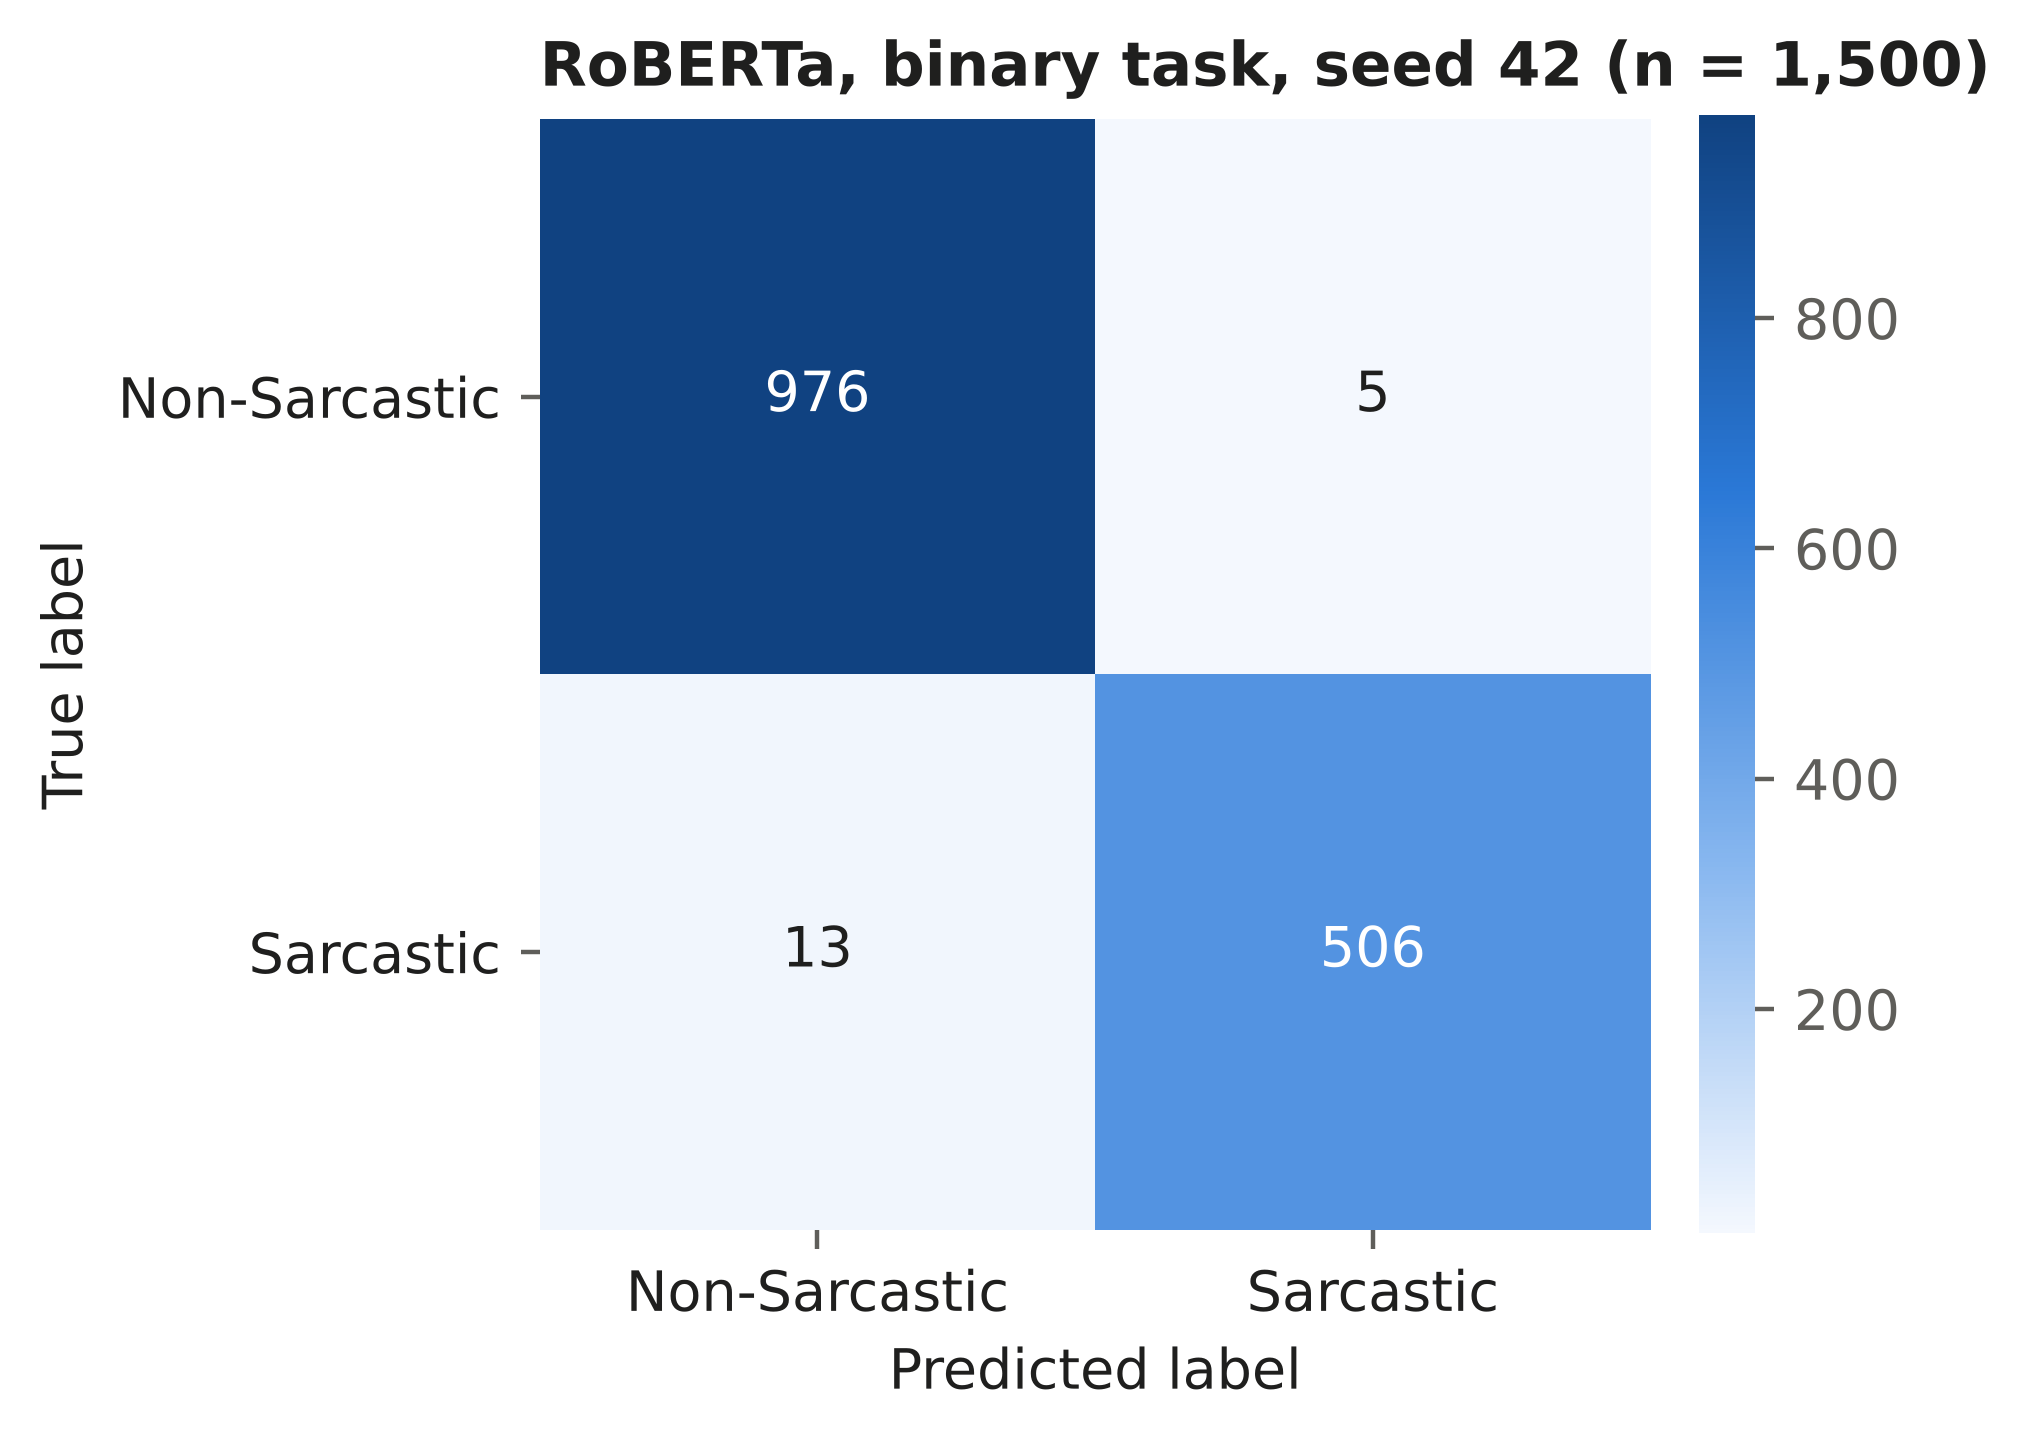 RoBERTa, binary task, seed 42 (n = 1,500)
Non-Sarcastic
976
5
Sarcastic
13
506
True label
Non-Sarcastic
Sarcastic
Predicted label
800
600
400
200